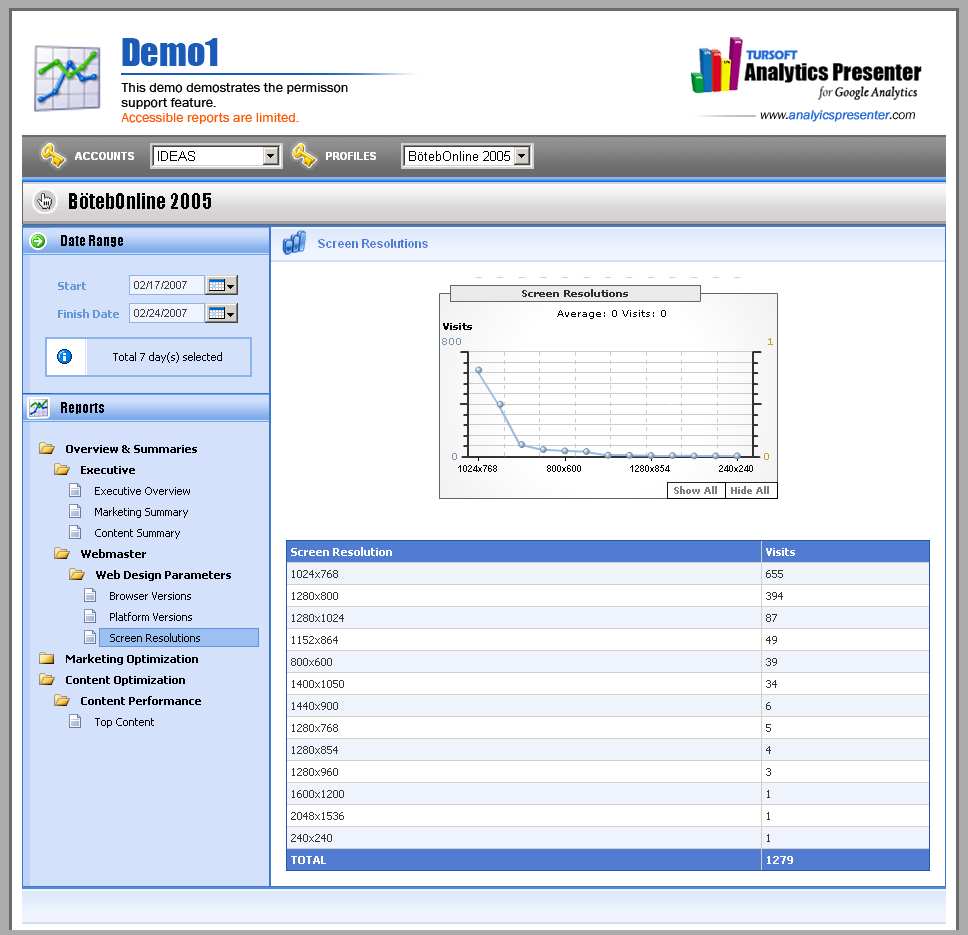 Demo1
This demo demostrates the permisson
support feature.
Accessible reports are limited.
TURSOFT
Analytics Presenter
for Google Analytics
www.analyicspresenter.com
ACCOUNTS IDEAS PROFILES BötebOnline 2005
BötebOnline 2005
Date Range
Start 02/17/2007
Finish Date 02/24/2007
Total 7 day(s) selected
Reports
Overview & Summaries
Executive
Executive Overview
Marketing Summary
Content Summary
Webmaster
Web Design Parameters
Browser Versions
Platform Versions
Screen Resolutions
Marketing Optimization
Content Optimization
Content Performance
Top Content
Screen Resolutions
Screen Resolutions
Average: 0 Visits: 0
Visits
800 1
0 0
1024x768 800x600 1280x854 240x240
Show All Hide All
Screen Resolution Visits
1024x768 655
1280x800 394
1280x1024 87
1152x864 49
800x600 39
1400x1050 34
1440x900 6
1280x768 5
1280x854 4
1280x960 3
1600x1200 1
2048x1536 1
240x240 1
TOTAL 1279